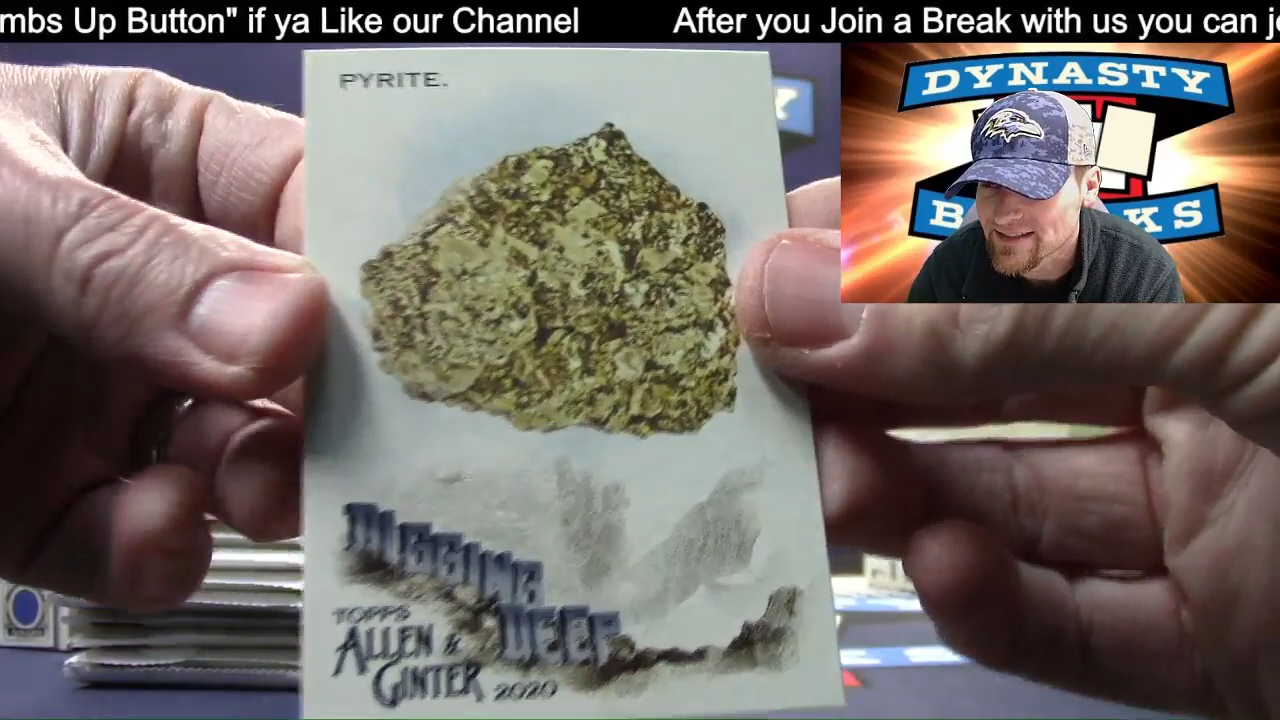 mbs Up Button" if ya Like our Channel After you Join a Break with us you can jo
PYRITE.
DYNASTY
B KS
DIGGING
DEEP
TOPPS
ALLEN &
GINTER 2020